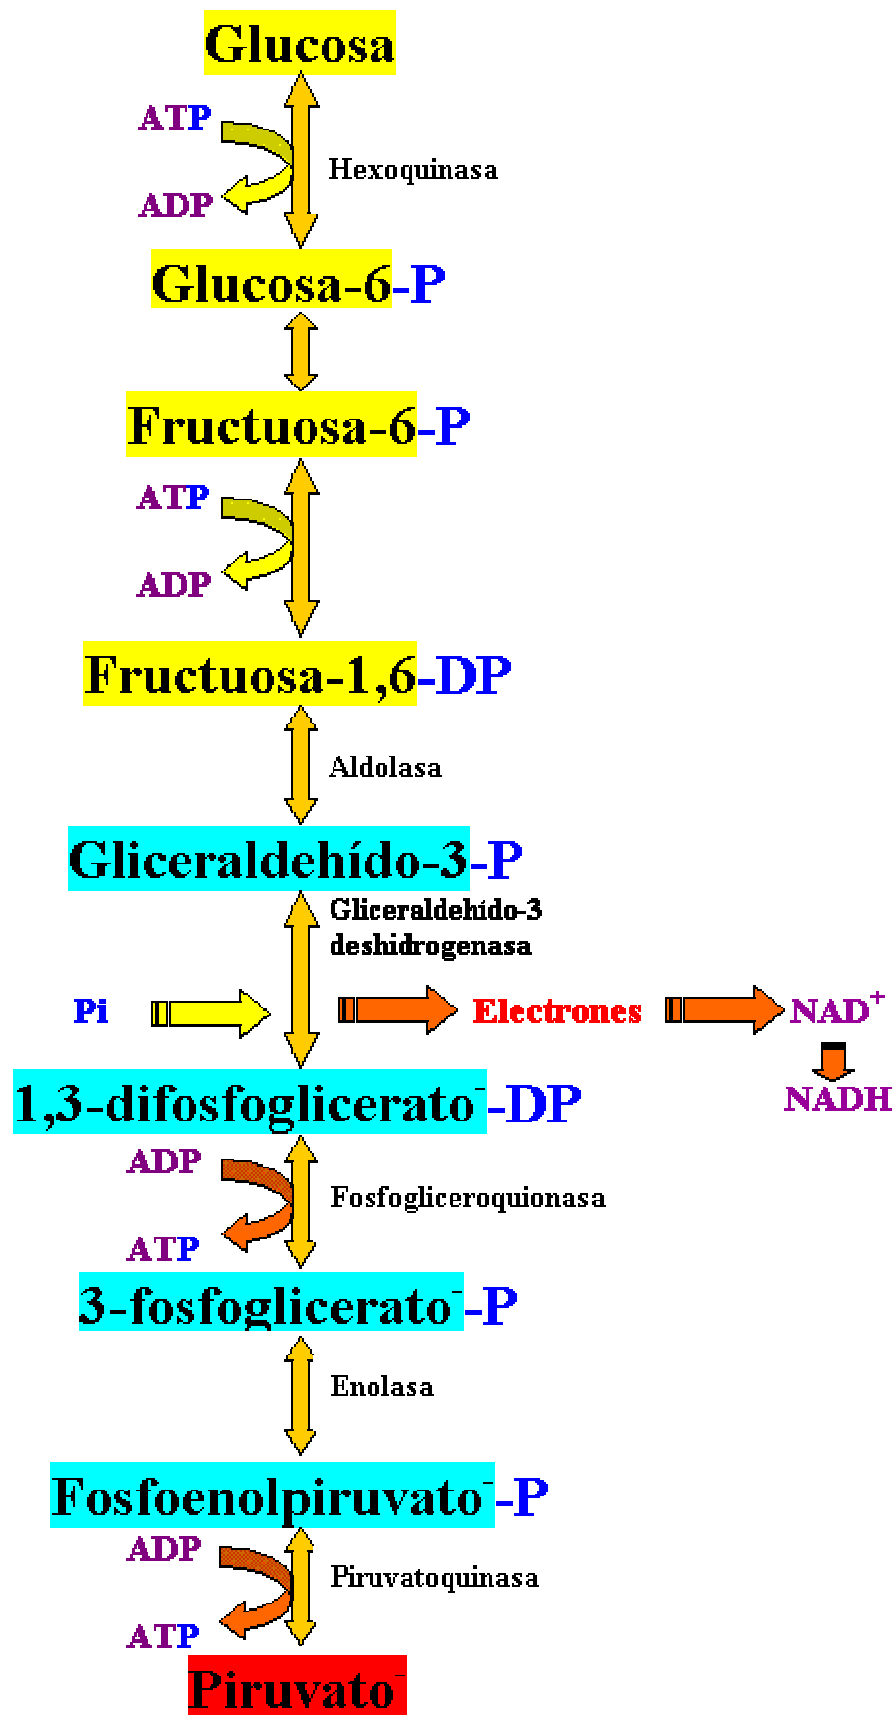 Glucosa
ATP
Hexoquinasa
ADP
Glucosa-6-P
Fructuosa-6-P
ATP
ADP
Fructuosa-1,6-DP
Aldolasa
Gliceraldehído-3-P
Gliceraldehído-3
deshidrogenasa
Pi Electrones NAD+
NADH
1,3-difosfoglicerato⁻-DP
ADP
Fosfogliceroquionasa
ATP
3-fosfoglicerato⁻-P
Enolasa
Fosfoenolpiruvato⁻-P
ADP
Piruvatoquinasa
ATP
Piruvato⁻